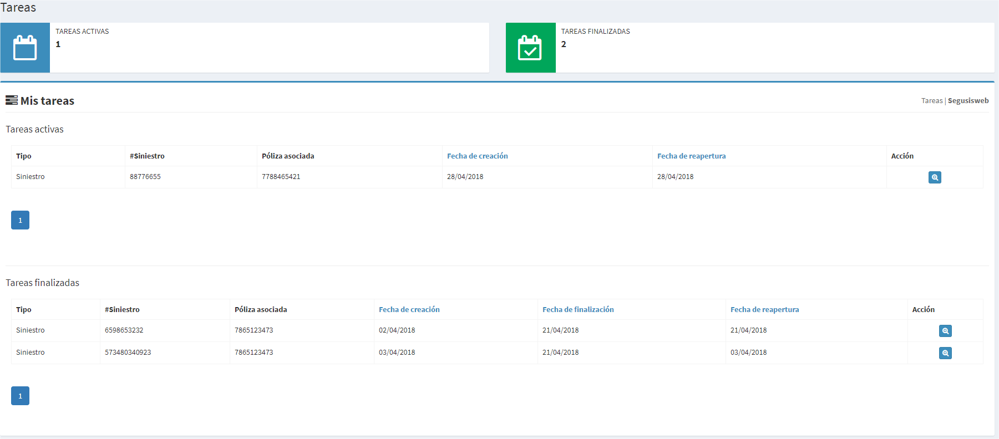 Tareas
TAREAS ACTIVAS
1
TAREAS FINALIZADAS
2
Mis tareas
Tareas | Segusisweb
Tareas activas
Tipo #Siniestro Póliza asociada Fecha de creación Fecha de reapertura Acción
Siniestro 88776655 7788465421 28/04/2018 28/04/2018
1
Tareas finalizadas
Tipo #Siniestro Póliza asociada Fecha de creación Fecha de finalización Fecha de reapertura Acción
Siniestro 6598653232 7865123473 02/04/2018 21/04/2018 21/04/2018
Siniestro 573480340923 7865123473 03/04/2018 21/04/2018 03/04/2018
1